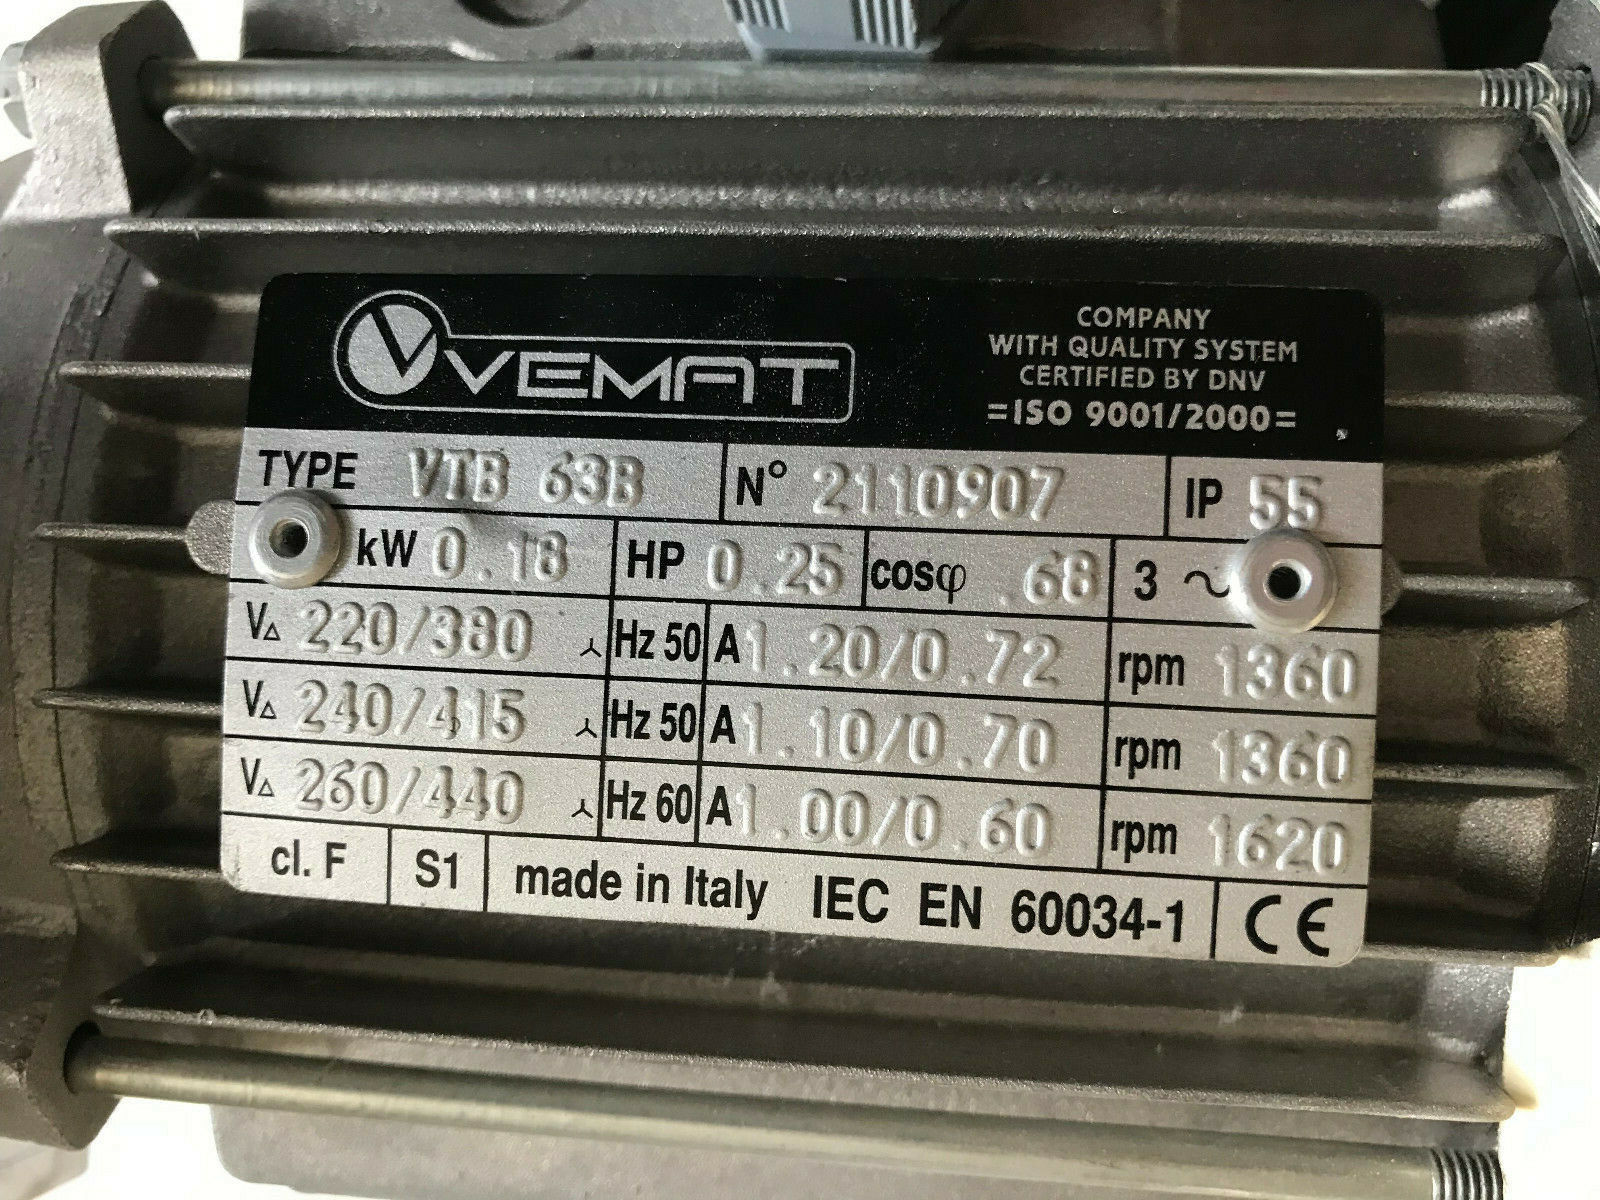 VEMAT
COMPANY
WITH QUALITY SYSTEM
CERTIFIED BY DNV
=ISO 9001/2000=
TYPE VTB 63B N° 2110907 IP 55
kW 0.18 HP 0.25 cosφ .68 3 ~
V△ 220/380 Hz 50 A 1.20/0.72 rpm 1360
V△ 240/415 Hz 50 A 1.10/0.70 rpm 1360
V△ 260/440 Hz 60 A 1.00/0.60 rpm 1620
cl. F S1 made in Italy IEC EN 60034-1 CE